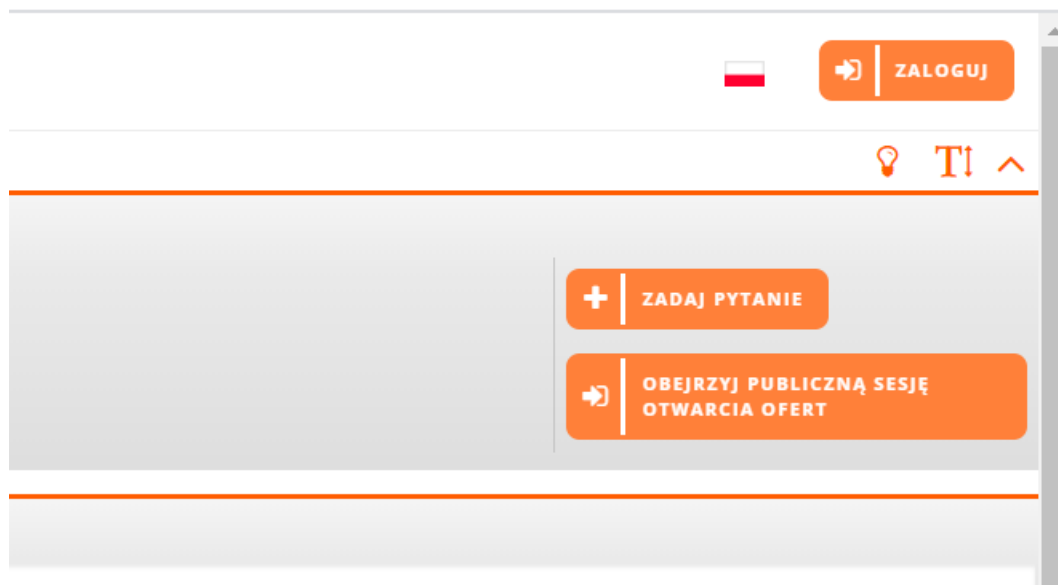 ZALOGUJ
T
ZADAJ PYTANIE
OBEJRZYJ PUBLICZNĄ SESJĘ
OTWARCIA OFERT